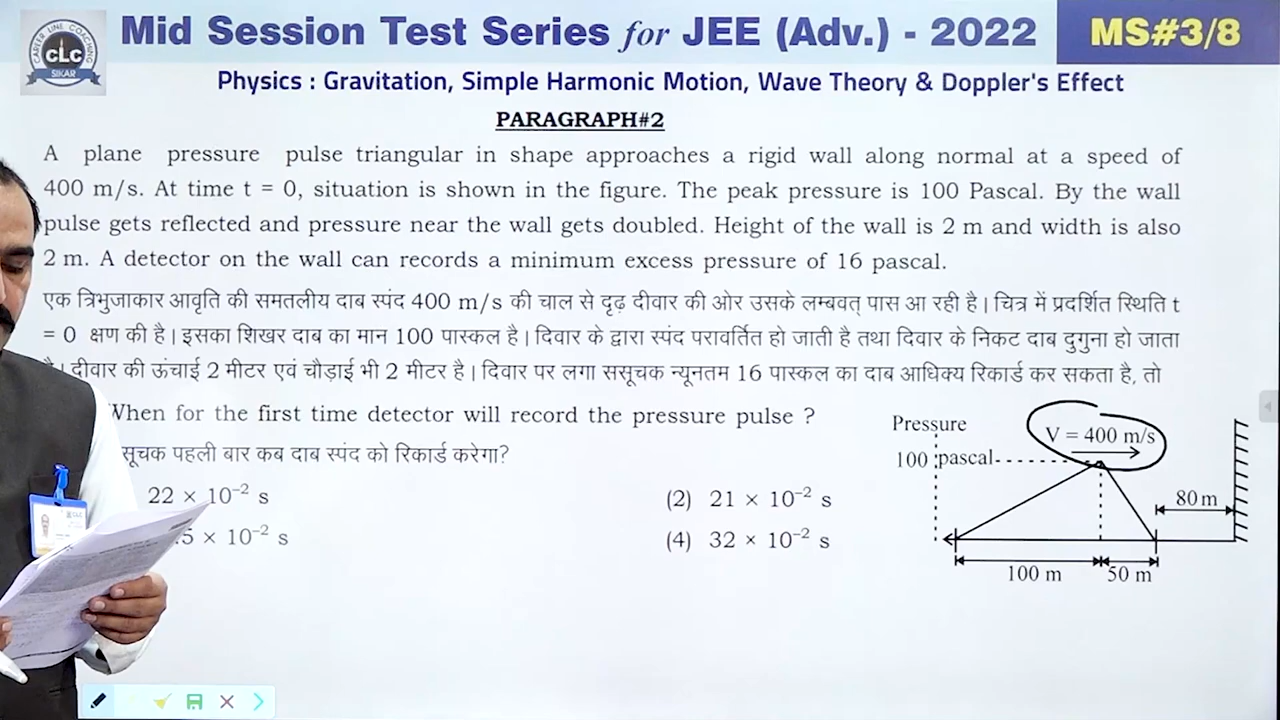 Mid Session Test Series for JEE (Adv.) - 2022
MS#3/8
CAREER LINE COACHING
CLC
SIKAR
Physics : Gravitation, Simple Harmonic Motion, Wave Theory & Doppler's Effect
PARAGRAPH#2
A plane pressure pulse triangular in shape approaches a rigid wall along normal at a speed of
400 m/s. At time t = 0, situation is shown in the figure. The peak pressure is 100 Pascal. By the wall
pulse gets reflected and pressure near the wall gets doubled. Height of the wall is 2 m and width is also
2 m. A detector on the wall can records a minimum excess pressure of 16 pascal.
एक त्रिभुजाकार आवृति की समतलीय दाब स्पंद 400 m/s की चाल से दृढ़ दीवार की ओर उसके लम्बवत् पास आ रही है। चित्र में प्रदर्शित स्थिति t
= 0 क्षण की है। इसका शिखर दाब का मान 100 पास्कल है। दिवार के द्वारा स्पंद परावर्तित हो जाती है तथा दिवार के निकट दाब दुगुना हो जाता
है। दीवार की ऊंचाई 2 मीटर एवं चौड़ाई भी 2 मीटर है। दिवार पर लगा ससूचक न्यूनतम 16 पास्कल का दाब आधिक्य रिकार्ड कर सकता है, तो
When for the first time detector will record the pressure pulse ?
सूचक पहली बार कब दाब स्पंद को रिकार्ड करेगा?
22 × 10⁻² s
(2) 21 × 10⁻² s
5 × 10⁻² s
(4) 32 × 10⁻² s
Pressure
V = 400 m/s
100 pascal
80 m
100 m
50 m